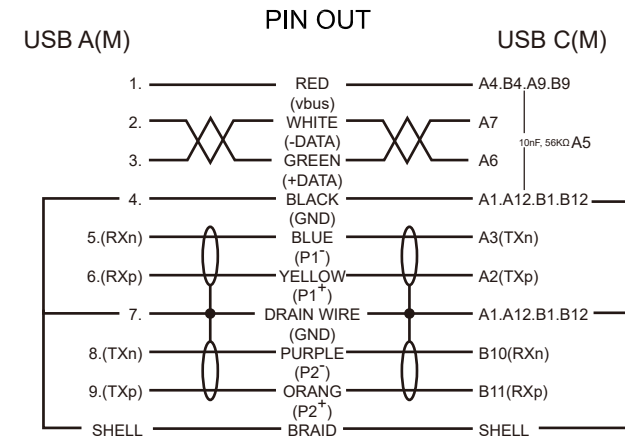 PIN OUT
USB A(M) USB C(M)
1. RED A4.B4.A9.B9
(vbus)
2. WHITE A7
(-DATA) 10nF, 56KΩ A5
3. GREEN A6
(+DATA)
4. BLACK A1.A12.B1.B12
(GND)
5.(RXn) BLUE A3(TXn)
(P1-)
6.(RXp) YELLOW A2(TXp)
(P1+)
7. DRAIN WIRE A1.A12.B1.B12
(GND)
8.(TXn) PURPLE B10(RXn)
(P2-)
9.(TXp) ORANG B11(RXp)
(P2+)
SHELL BRAID SHELL